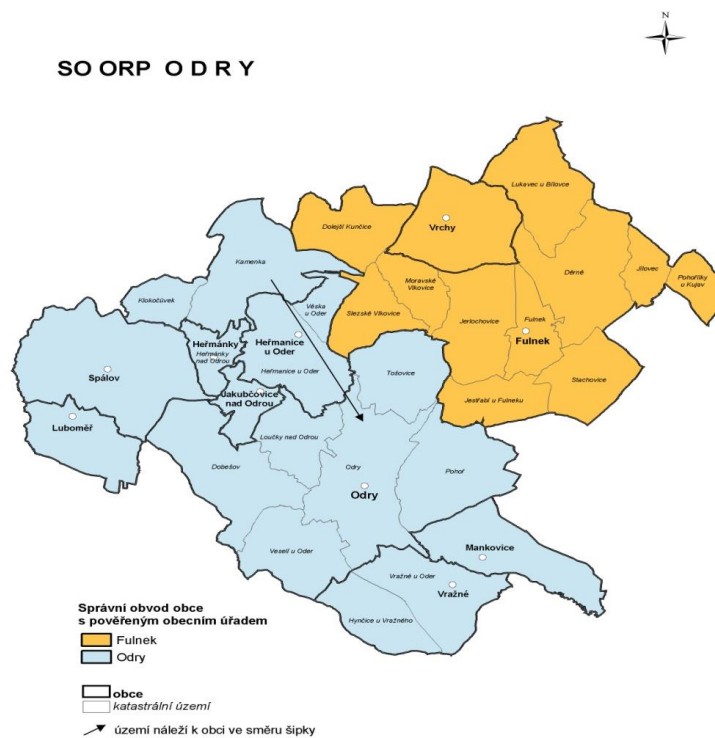 N
SO ORP O D R Y
Lukavec u Bílovce
Dolejší Kunčice
Vrchy
Kamenka
Moravské
Vlkovice
Děrné
Jílovec
Pohořílky
u Kujav
Klokočůvek
Véska
u Oder
Slezské Vlkovice
Jerlochovice
Fulnek
Fulnek
Heřmánky
Heřmánky
nad Odrou
Heřmanice
u Oder
Heřmanice u Oder
Spálov
Tošovice
Stachovice
Jakubčovice
nad Odrou
Jestřabí u Fulneku
Luboměř
Loučky nad Odrou
Dobešov
Odry
Odry
Pohoř
Veselí u Oder
Mankovice
Vražné u Oder
Vražné
Hynčice u Vražného
Správní obvod obce
s pověřeným obecním úřadem
Fulnek
Odry
obce
katastrální území
území náleží k obci ve směru šipky